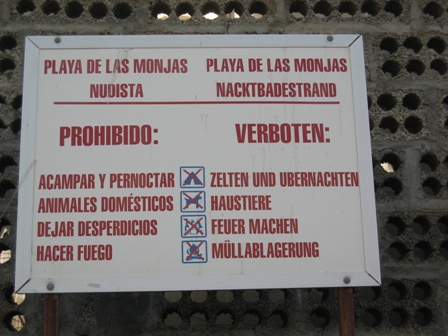 PLAYA DE LAS MONJAS PLAYA DE LAS MONJAS
NUDISTA NACKTBADESTRAND
PROHIBIDO: VERBOTEN:
ACAMPAR Y PERNOCTAR ZELTEN UND UBERNACHTEN
ANIMALES DOMÉSTICOS HAUSTIERE
DEJAR DESPERDICIOS FEUER MACHEN
HACER FUEGO MÜLLABLAGERUNG